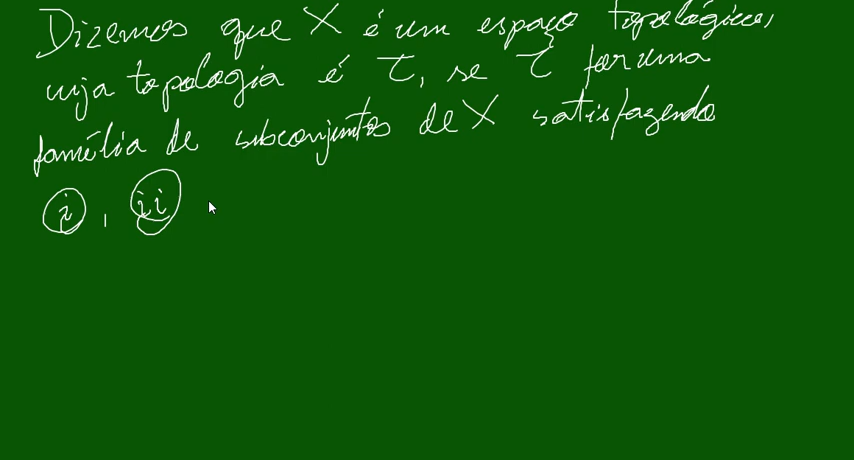 Dizemos que X é um espaço topológico,
cuja topologia é τ, se τ for uma
família de subconjuntos de X satisfazendo
i, ii